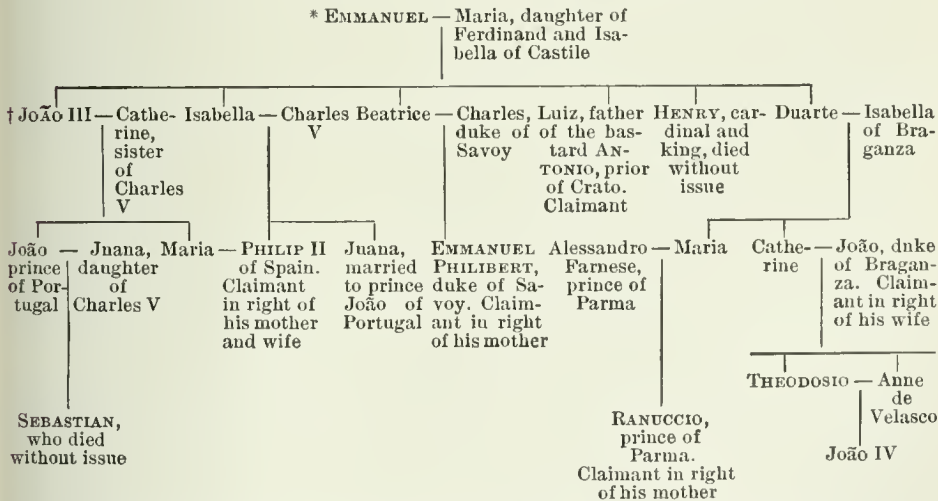 * EMMANUEL — Maria, daughter of
Ferdinand and Isa-
bella of Castile
† João III — Cathe-
rine,
sister
of
Charles
V
Isabella — Charles
V
Beatrice — Charles,
duke of
Savoy
Luiz, father
of the bas-
tard AN-
TONIO, prior
of Crato.
Claimant
HENRY, car-
dinal and
king, died
without
issue
Duarte — Isabella
of Bra-
ganza
João — Juana,
prince
of Por-
tugal
daughter
of
Charles V
Maria — PHILIP II
of Spain.
Claimant
in right of
his mother
and wife
Juana,
married
to prince
João of
Portugal
EMMANUEL
PHILIBERT,
duke of Sa-
voy. Claim-
ant in right
of his mother
Alessandro — Maria
Farnese,
prince of
Parma
Cathe- — João, duke
rine
of Bragan-
za. Claim-
ant in right
of his wife
SEBASTIAN,
who died
without issue
RANUCCIO,
prince of
Parma.
Claimant in right
of his mother
THEODOSIO — Anne
de
Velasco
João IV